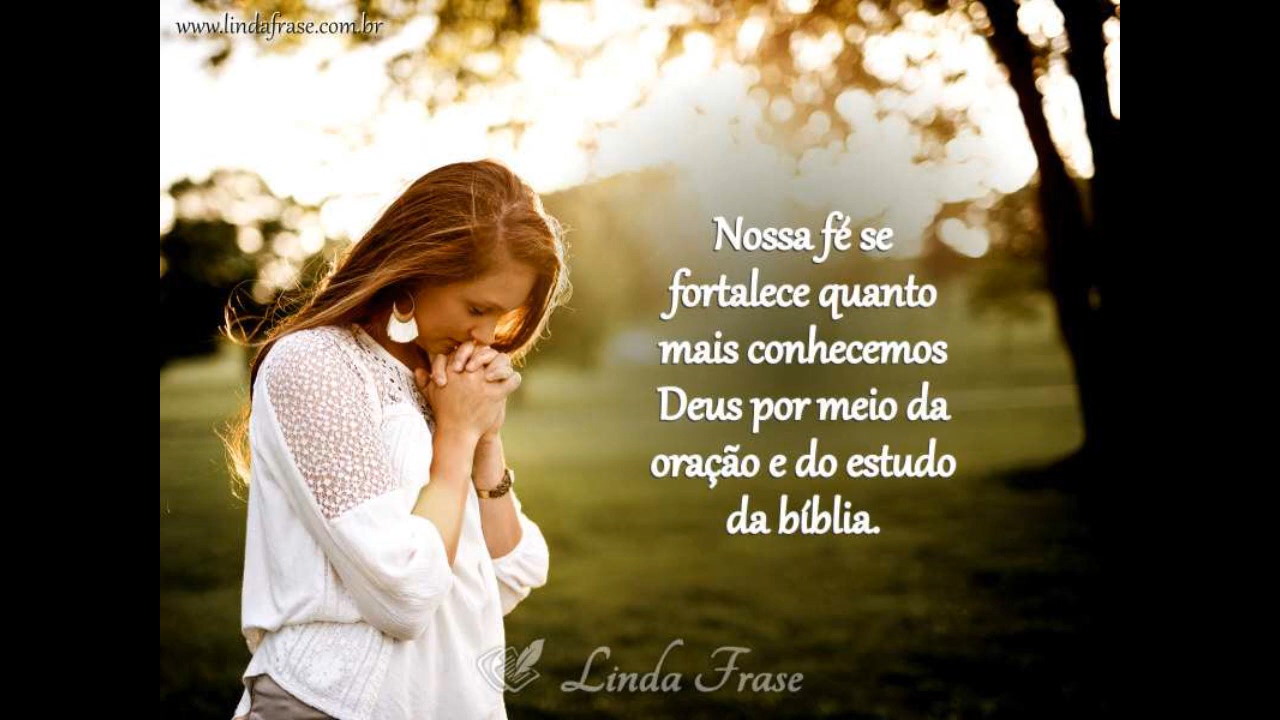 www.lindafrase.com.br
Nossa fé se
fortalece quanto
mais conhecemos
Deus por meio da
oração e do estudo
da bíblia.
Linda Frase